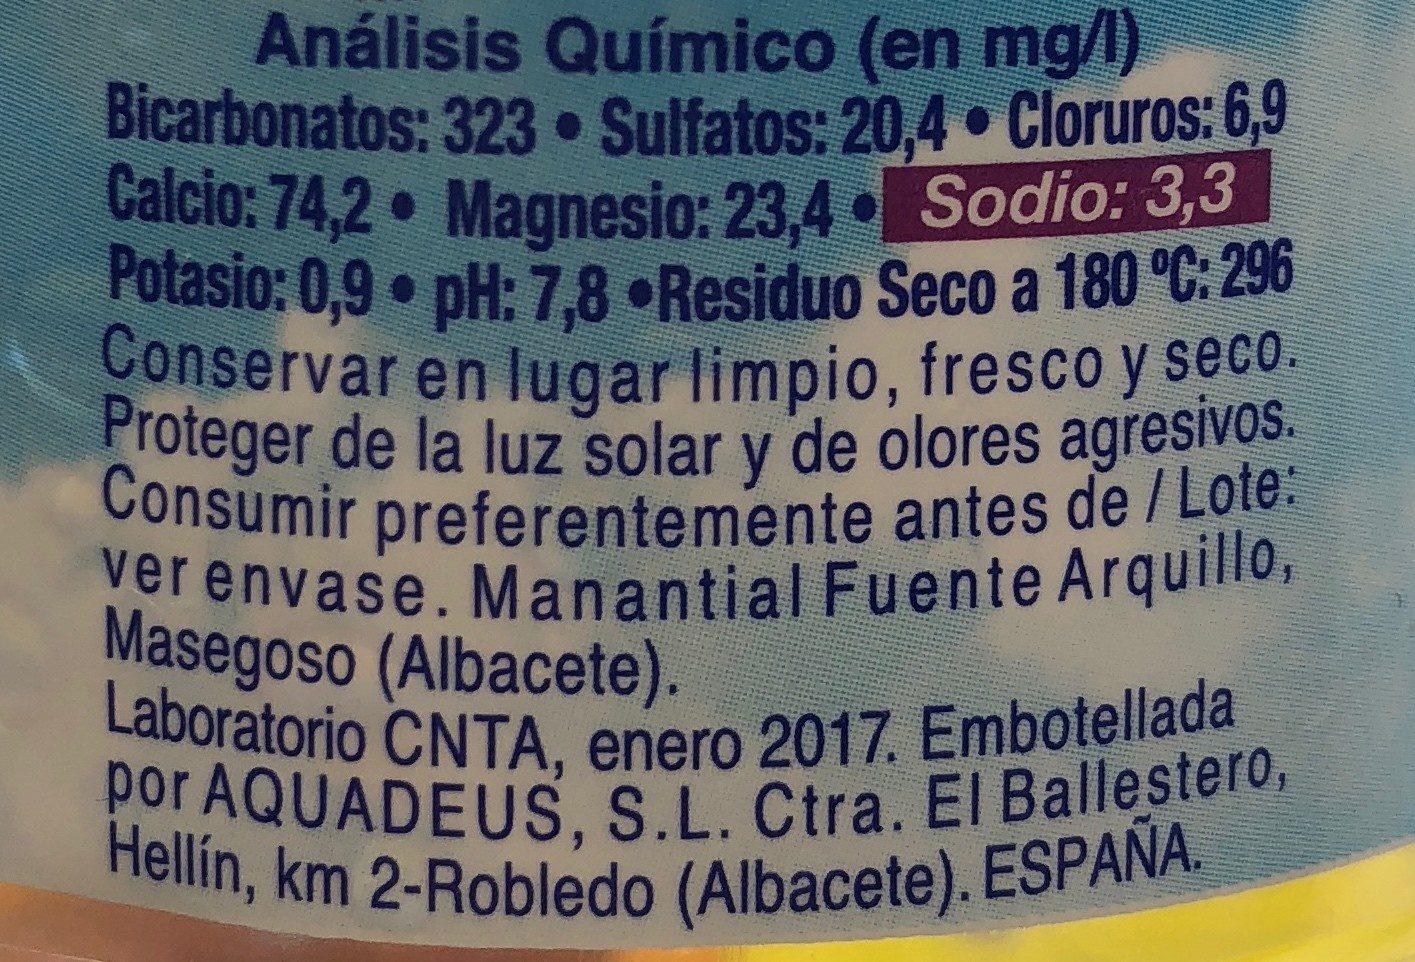 Análisis Químico (en mg/l)
Bicarbonatos: 323 • Sulfatos: 20,4 • Cloruros: 6,9
Calcio: 74,2 • Magnesio: 23,4 • Sodio: 3,3
Potasio: 0,9 • pH: 7,8 •Residuo Seco a 180 ºC: 296
Conservar en lugar limpio, fresco y seco.
Proteger de la luz solar y de olores agresivos.
Consumir preferentemente antes de / Lote:
ver envase. Manantial Fuente Arquillo,
Masegoso (Albacete).
Laboratorio CNTA, enero 2017. Embotellada
por AQUADEUS, S.L. Ctra. El Ballestero,
Hellín, km 2-Robledo (Albacete). ESPAÑA.